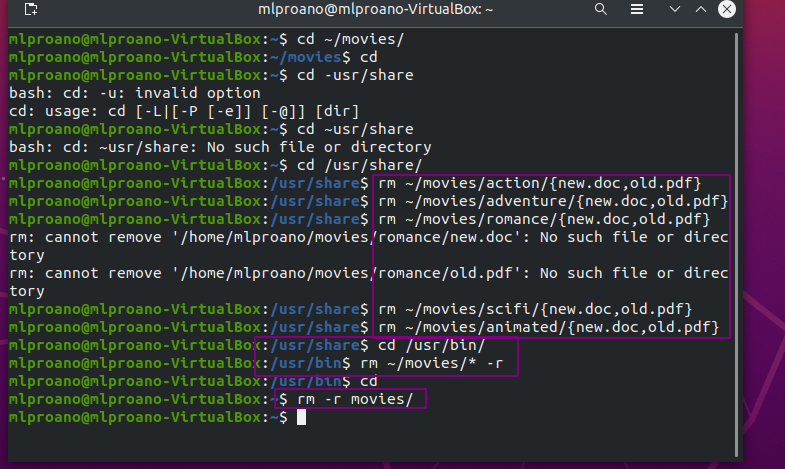 mlproano@mlproano-VirtualBox: ~
mlproano@mlproano-VirtualBox:~$ cd ~/movies/
mlproano@mlproano-VirtualBox:~/movies$ cd
mlproano@mlproano-VirtualBox:~$ cd -usr/share
bash: cd: -u: invalid option
cd: usage: cd [-L|[-P [-e]] [-@]] [dir]
mlproano@mlproano-VirtualBox:~$ cd ~usr/share
bash: cd: ~usr/share: No such file or directory
mlproano@mlproano-VirtualBox:~$ cd /usr/share/
mlproano@mlproano-VirtualBox:/usr/share$ rm ~/movies/action/{new.doc,old.pdf}
mlproano@mlproano-VirtualBox:/usr/share$ rm ~/movies/adventure/{new.doc,old.pdf}
mlproano@mlproano-VirtualBox:/usr/share$ rm ~/movies/romance/{new.doc,old.pdf}
rm: cannot remove '/home/mlproano/movies/romance/new.doc': No such file or direc
tory
rm: cannot remove '/home/mlproano/movies/romance/old.pdf': No such file or direc
tory
mlproano@mlproano-VirtualBox:/usr/share$ rm ~/movies/scifi/{new.doc,old.pdf}
mlproano@mlproano-VirtualBox:/usr/share$ rm ~/movies/animated/{new.doc,old.pdf}
mlproano@mlproano-VirtualBox:/usr/share$ cd /usr/bin/
mlproano@mlproano-VirtualBox:/usr/bin$ rm ~/movies/* -r
mlproano@mlproano-VirtualBox:/usr/bin$ cd
mlproano@mlproano-VirtualBox:~$ rm -r movies/
mlproano@mlproano-VirtualBox:~$